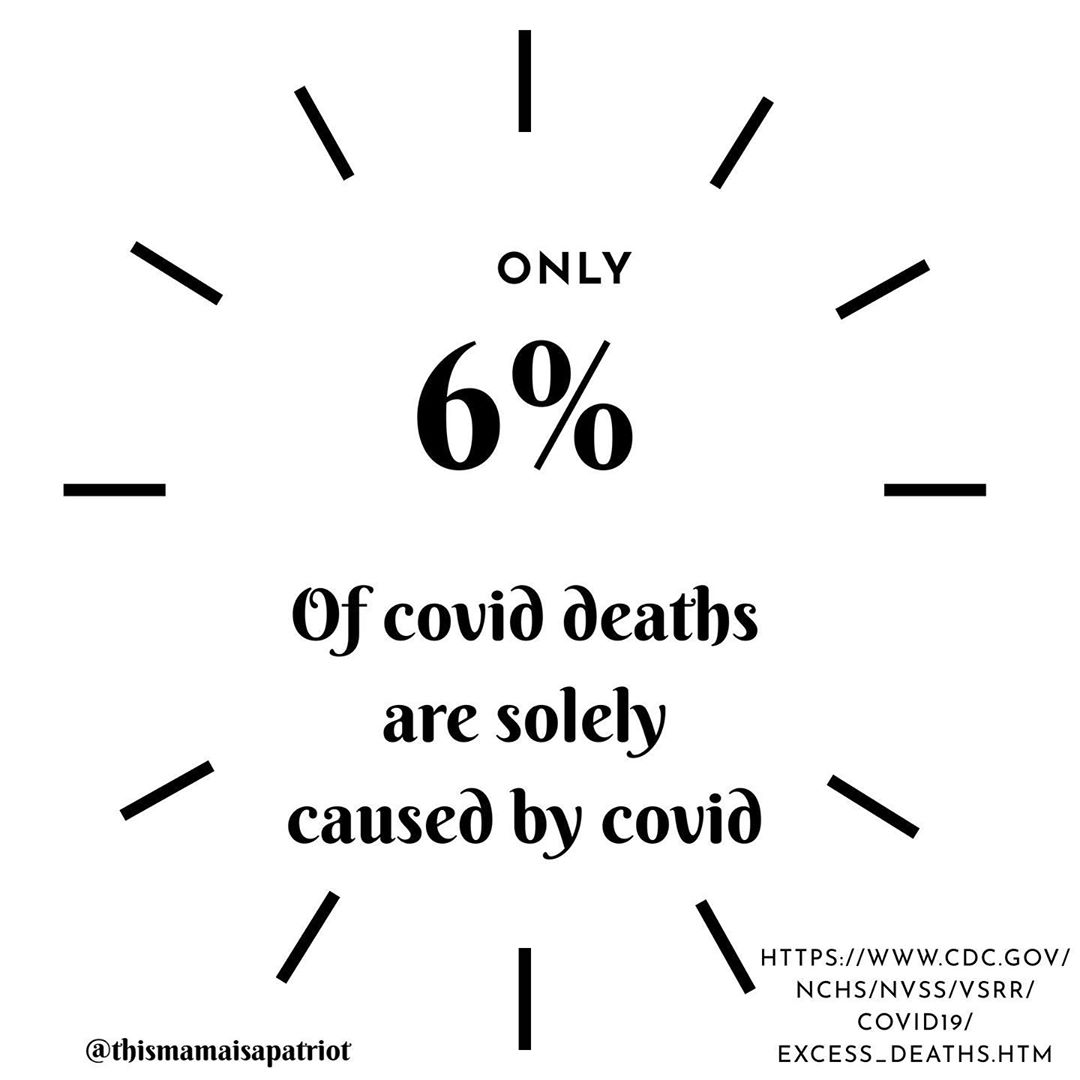 ONLY
6%
Of covid deaths
are solely
caused by covid
HTTPS://WWW.CDC.GOV/
NCHS/NVSS/VSRR/
COVID19/
EXCESS_DEATHS.HTM
@thismamaisapatriot